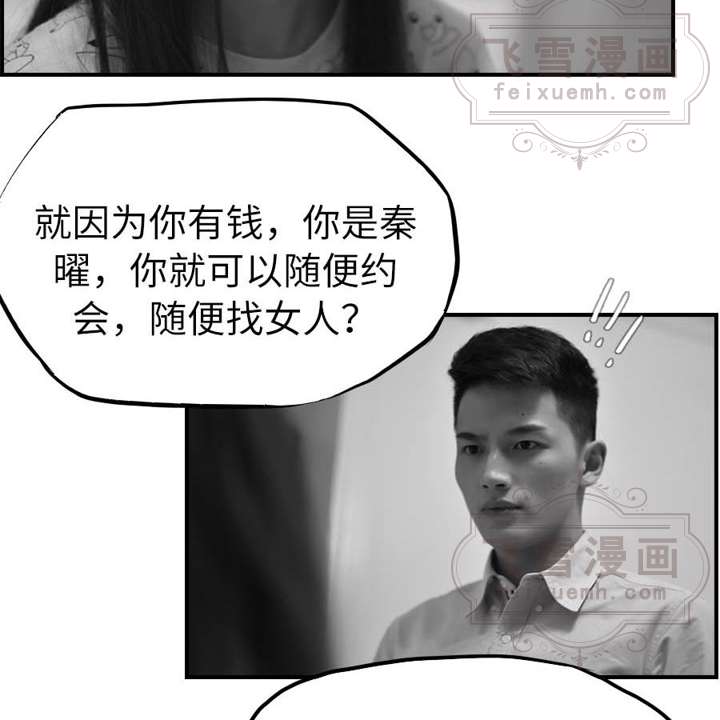 飞雪漫画
feixuemh.com
就因为你有钱，你是秦
曜，你就可以随便约
会，随便找女人？
!!!
飞雪漫画
feixuemh.com